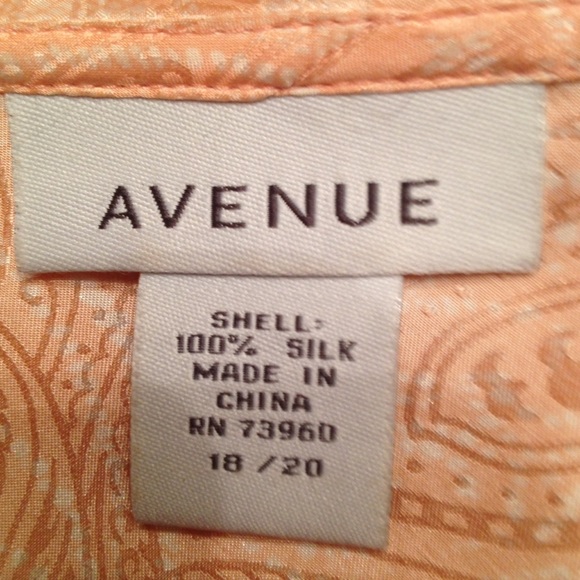 AVENUE
SHELL:
100% SILK
MADE IN
CHINA
RN 73960
18 / 20